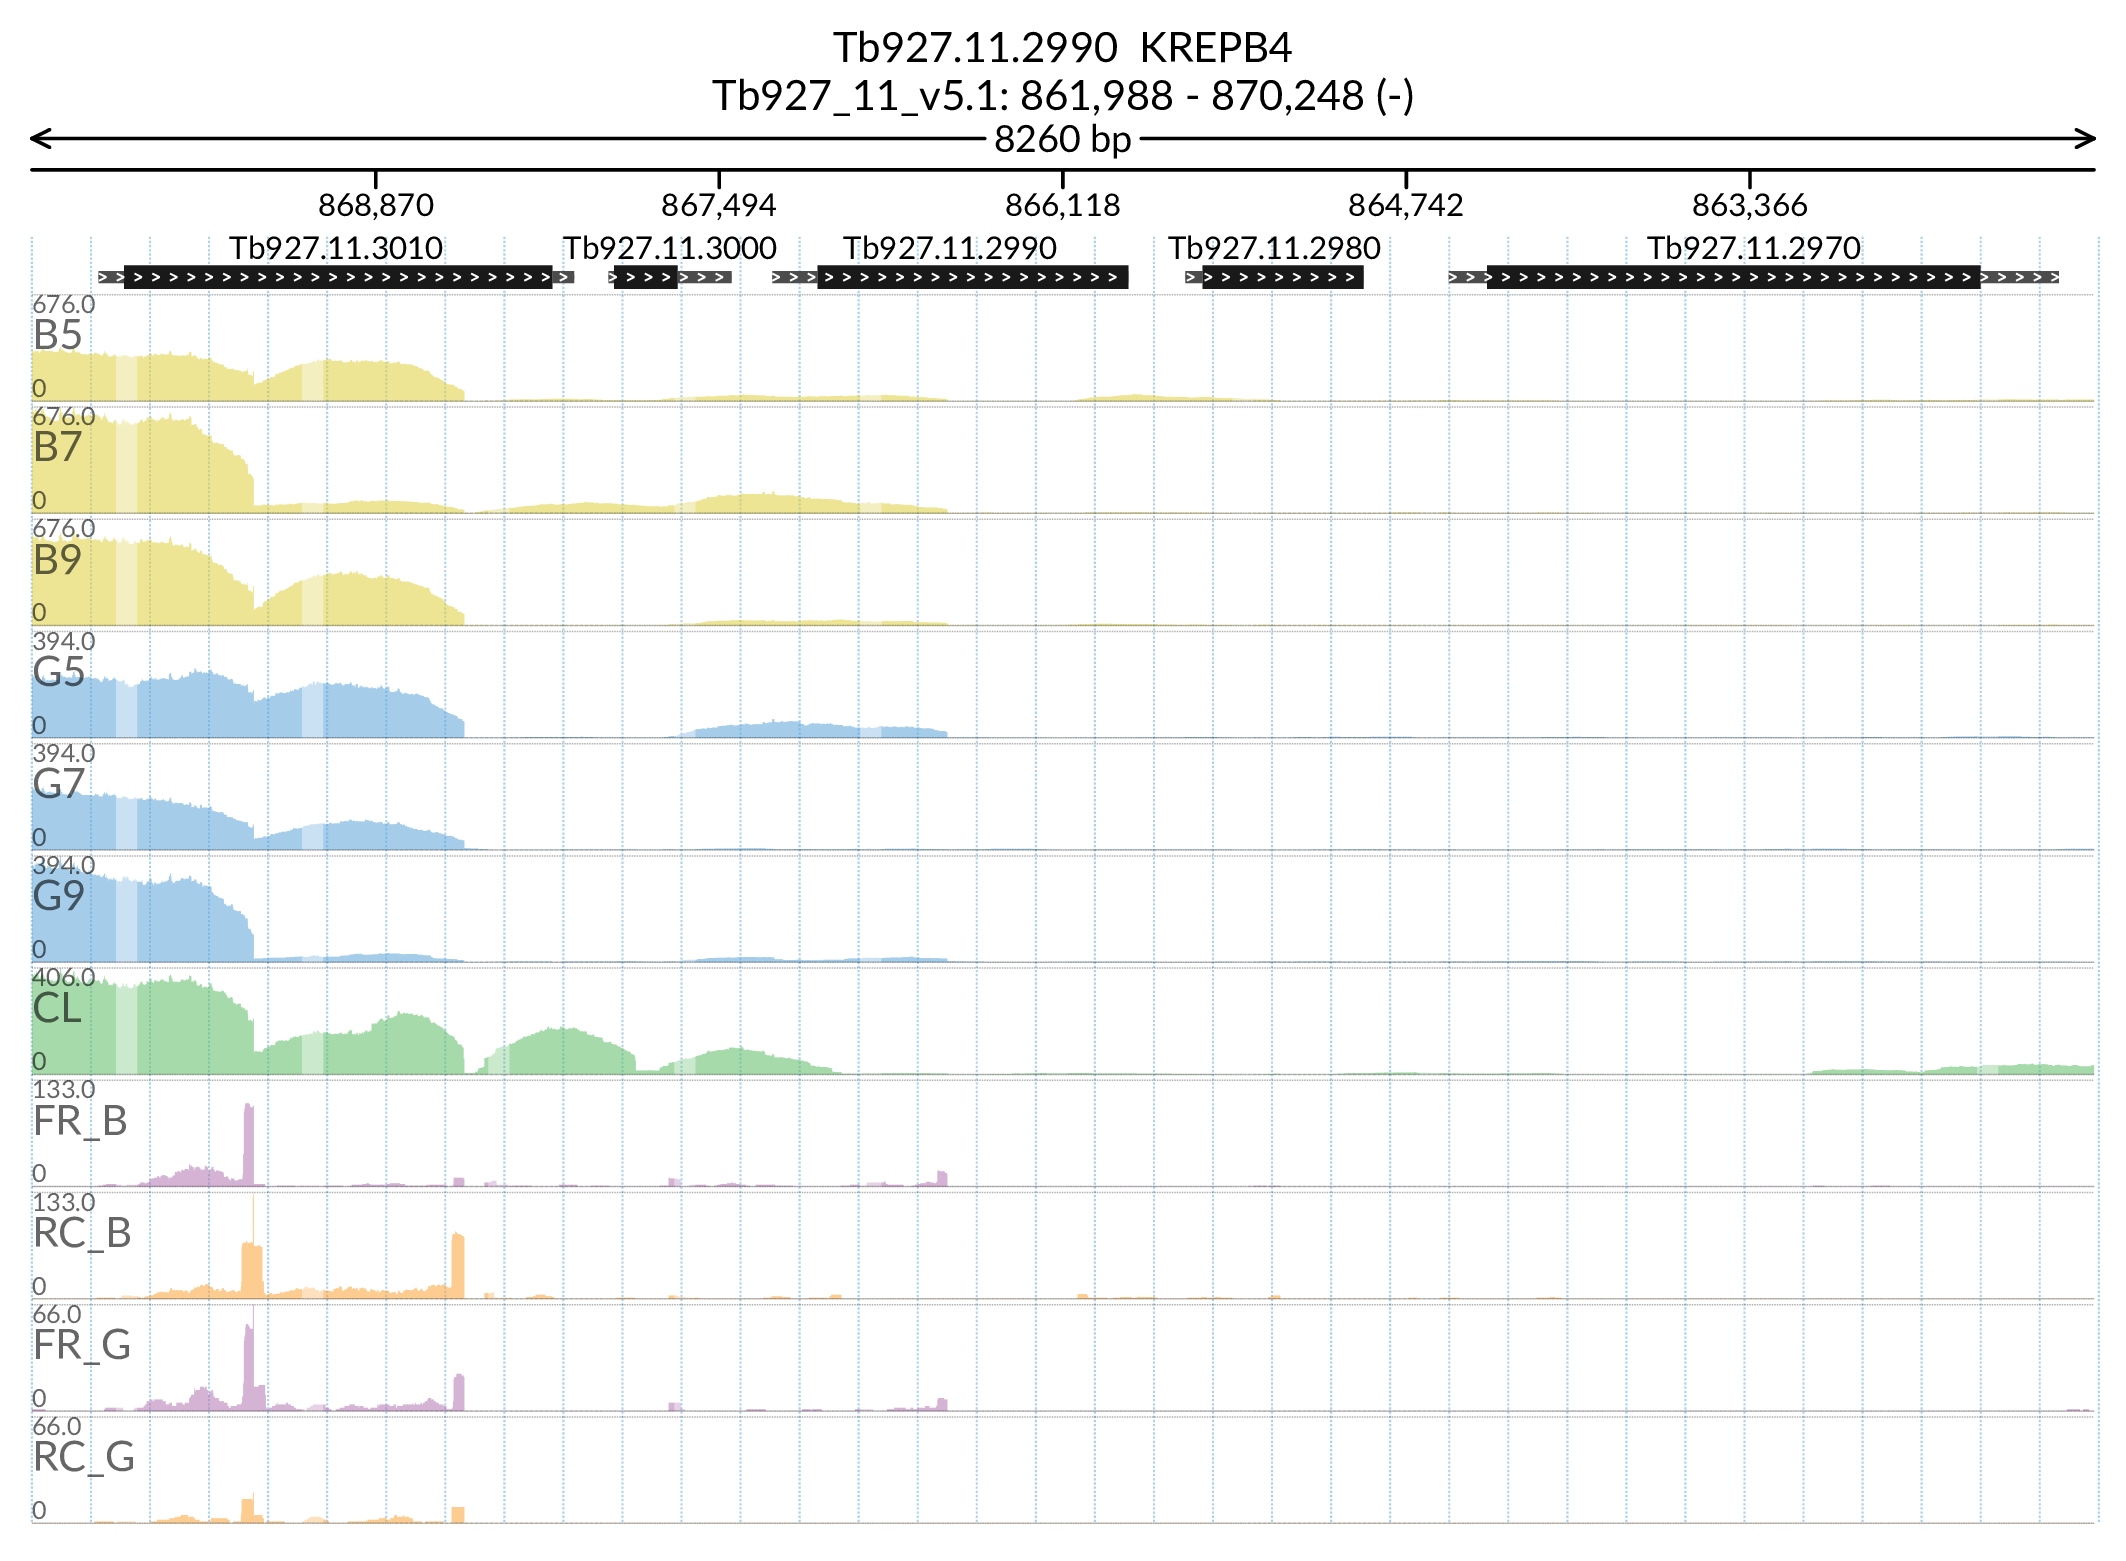 Tb927.11.2990 KREPB4
Tb927_11_v5.1: 861,988 - 870,248 (-)
8260 bp
868,870 867,494 866,118 864,742 863,366
Tb927.11.3010 Tb927.11.3000 Tb927.11.2990 Tb927.11.2980 Tb927.11.2970
676.0
B5
0
676.0
B7
0
676.0
B9
0
394.0
G5
0
394.0
G7
0
394.0
G9
0
406.0
CL
0
133.0
FR_B
0
133.0
RC_B
0
66.0
FR_G
0
66.0
RC_G
0